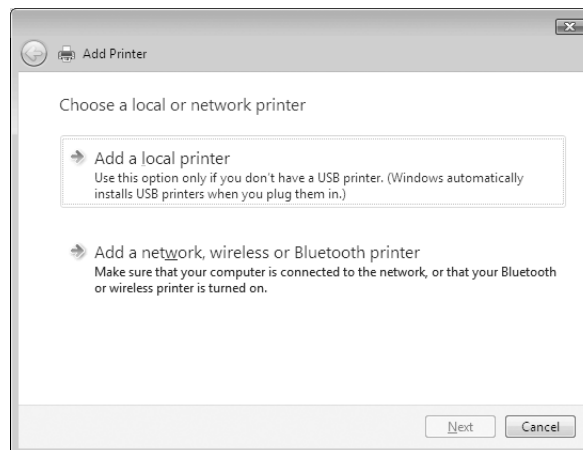 Add Printer
Choose a local or network printer
Add a local printer
Use this option only if you don't have a USB printer. (Windows automatically
installs USB printers when you plug them in.)
Add a network, wireless or Bluetooth printer
Make sure that your computer is connected to the network, or that your Bluetooth
or wireless printer is turned on.
Next
Cancel